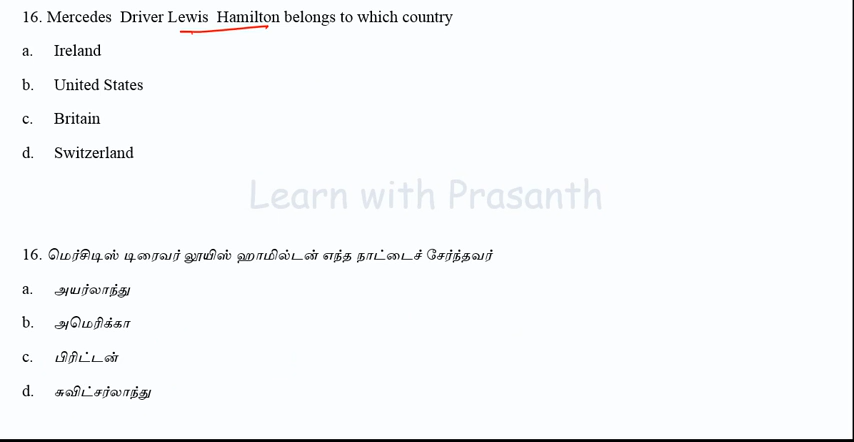 16. Mercedes Driver Lewis Hamilton belongs to which country
a. Ireland
b. United States
c. Britain
d. Switzerland
Learn with Prasanth
16. மெர்சிடிஸ் டிரைவர் லூயிஸ் ஹாமில்டன் எந்த நாட்டைச் சேர்ந்தவர்
a. அயர்லாந்து
b. அமெரிக்கா
c. பிரிட்டன்
d. சுவிட்சர்லாந்து